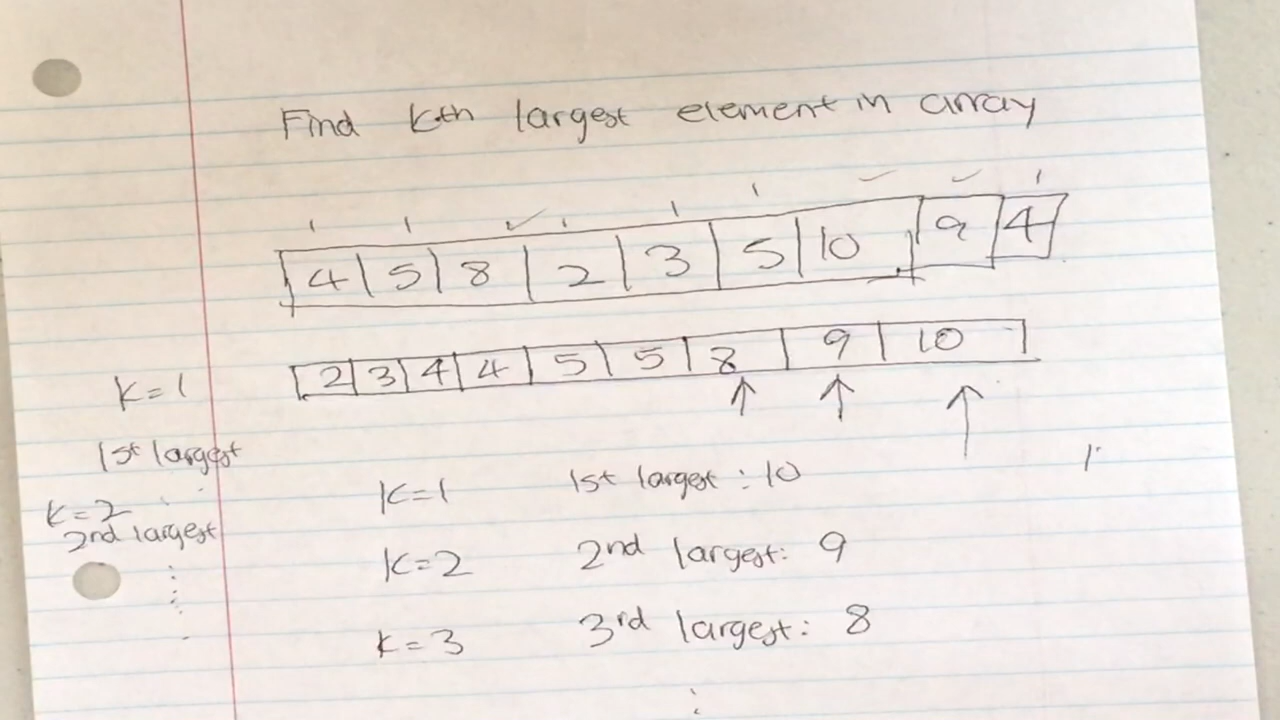 Find kth largest element in array
4 5 8 2 3 5 10 9 4
2 3 4 4 5 5 8 9 10
K=1
1st largest
K=2
2nd largest
K=1 1st largest : 10
K=2 2nd largest: 9
K=3 3rd largest: 8